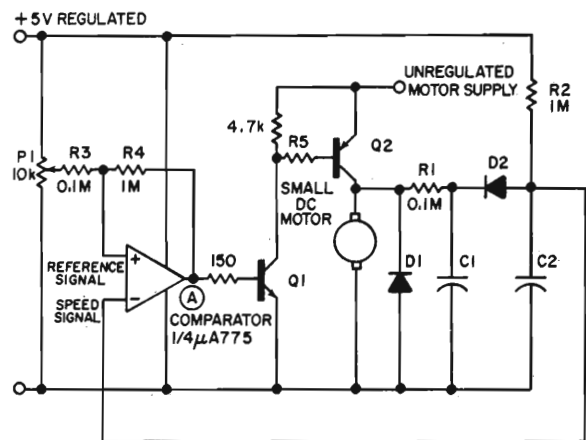 +5V REGULATED
UNREGULATED
MOTOR SUPPLY
R2
1M
4.7k
R5
Q2
P1
10k
R3
0.1M
R4
1M
R1
0.1M
D2
SMALL
DC
MOTOR
REFERENCE
SIGNAL
SPEED
SIGNAL
+
−
150
Q1
D1
C1
C2
A
COMPARATOR
1/4μA775